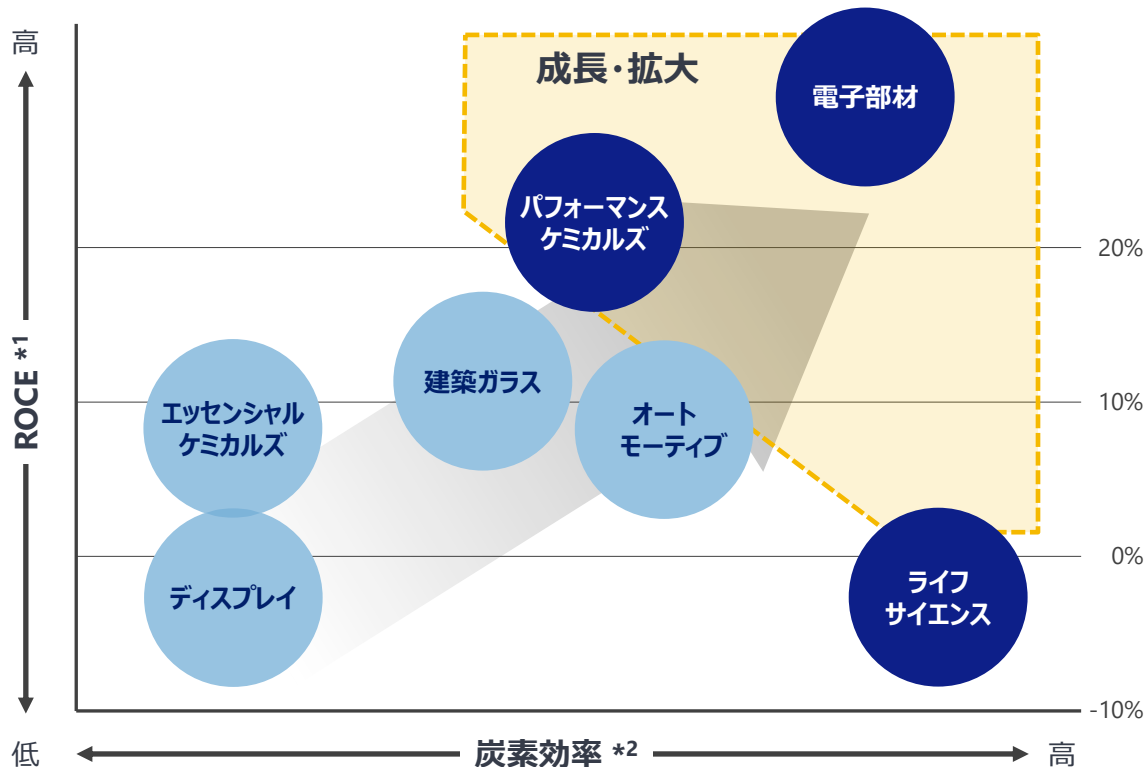 高
成長・拡大
電子部材
パフォーマンス
ケミカルズ
20%
建築ガラス
エッセンシャル
ケミカルズ
オート
モーティブ
10%
ROCE *1
0%
ディスプレイ
ライフ
サイエンス
-10%
低
炭素効率 *2
高